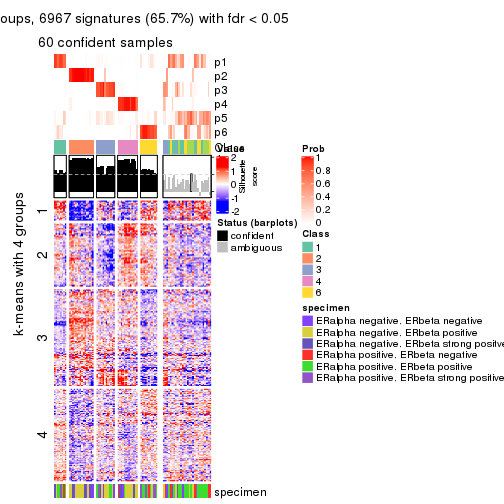 oups, 6967 signatures (65.7%) with fdr < 0.05
60 confident samples
p1
p2
p3
p4
p5
p6
Class
Value
2
1
0
-1
-2
Silhouette
score
Status (barplots)
confident
ambiguous
Prob
1
0.8
0.6
0.4
0.2
0
Class
1
2
3
4
6
specimen
ERalpha negative. ERbeta negative
ERalpha negative. ERbeta positive
ERalpha negative. ERbeta strong positive
ERalpha positive. ERbeta negative
ERalpha positive. ERbeta positive
ERalpha positive. ERbeta strong positive
k-means with 4 groups
1
2
3
4
specimen